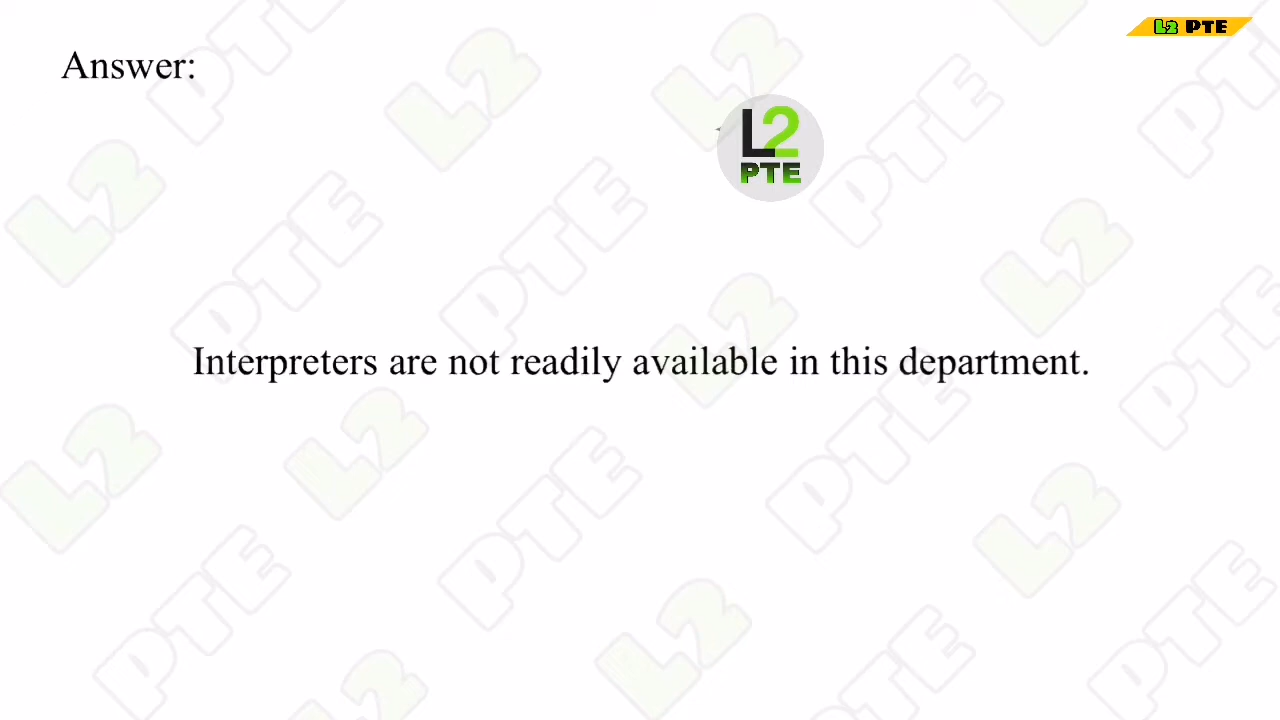 L2 PTE
Answer:
L2
PTE
Interpreters are not readily available in this department.